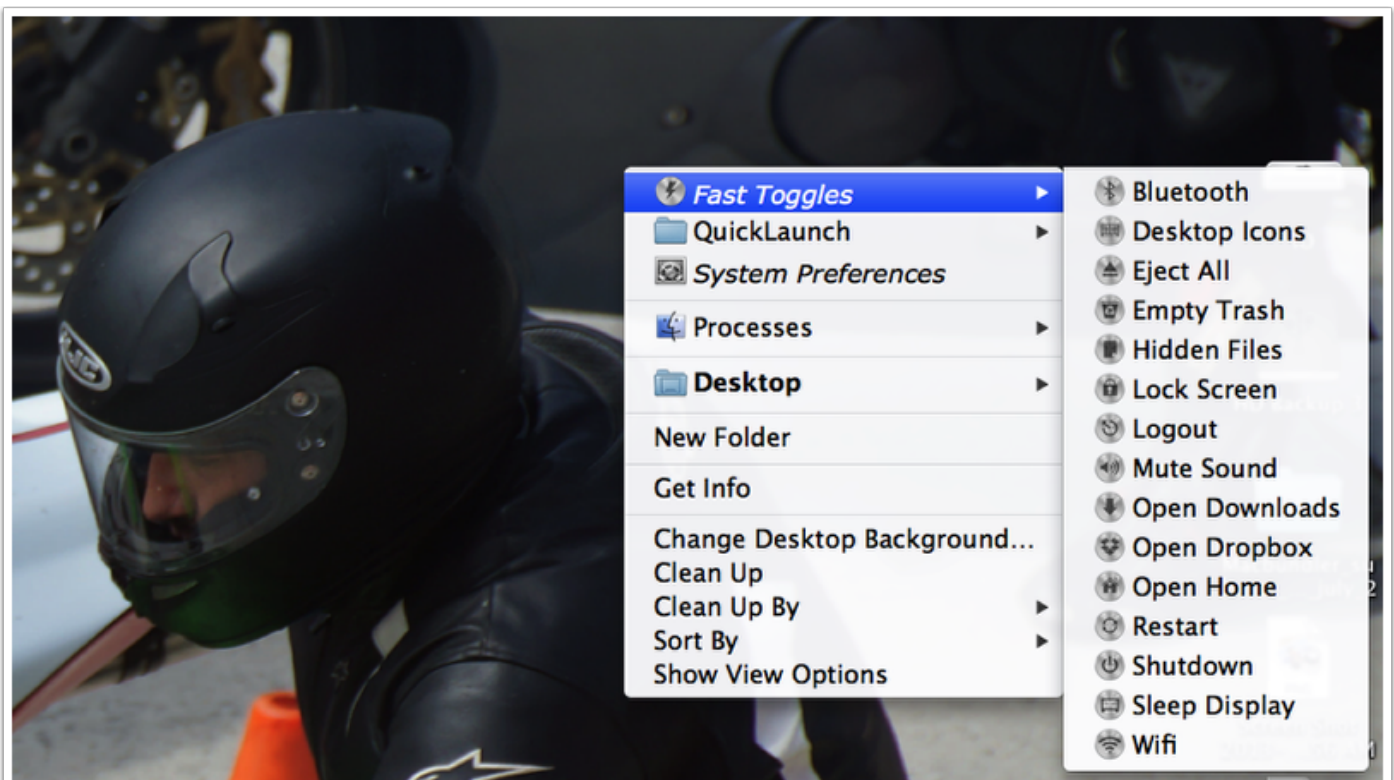 Fast Toggles
QuickLaunch
System Preferences
Processes
Desktop
New Folder
Get Info
Change Desktop Background...
Clean Up
Clean Up By
Sort By
Show View Options
Bluetooth
Desktop Icons
Eject All
Empty Trash
Hidden Files
Lock Screen
Logout
Mute Sound
Open Downloads
Open Dropbox
Open Home
Restart
Shutdown
Sleep Display
Wifi
HJC